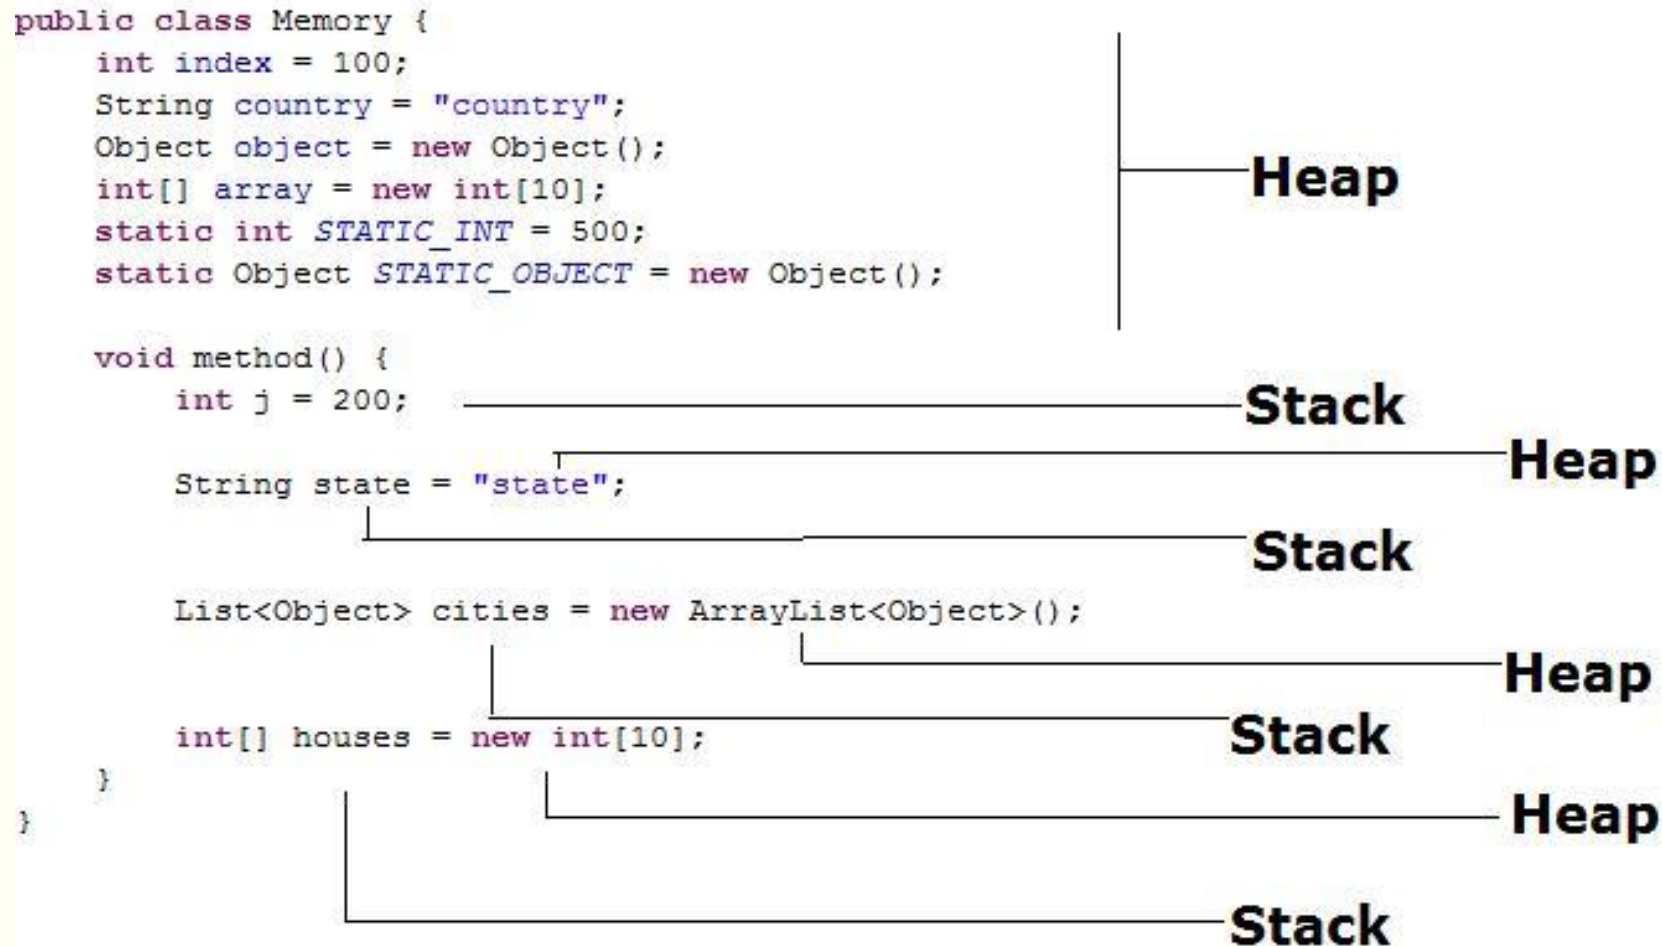 public class Memory {
int index = 100;
String country = "country";
Object object = new Object();
int[] array = new int[10];
static int STATIC_INT = 500;
static Object STATIC_OBJECT = new Object();
Heap
void method() {
int j = 200;
Stack
Heap
String state = "state";
Stack
List<Object> cities = new ArrayList<Object>();
Heap
Stack
int[] houses = new int[10];
}
Heap
}
Stack